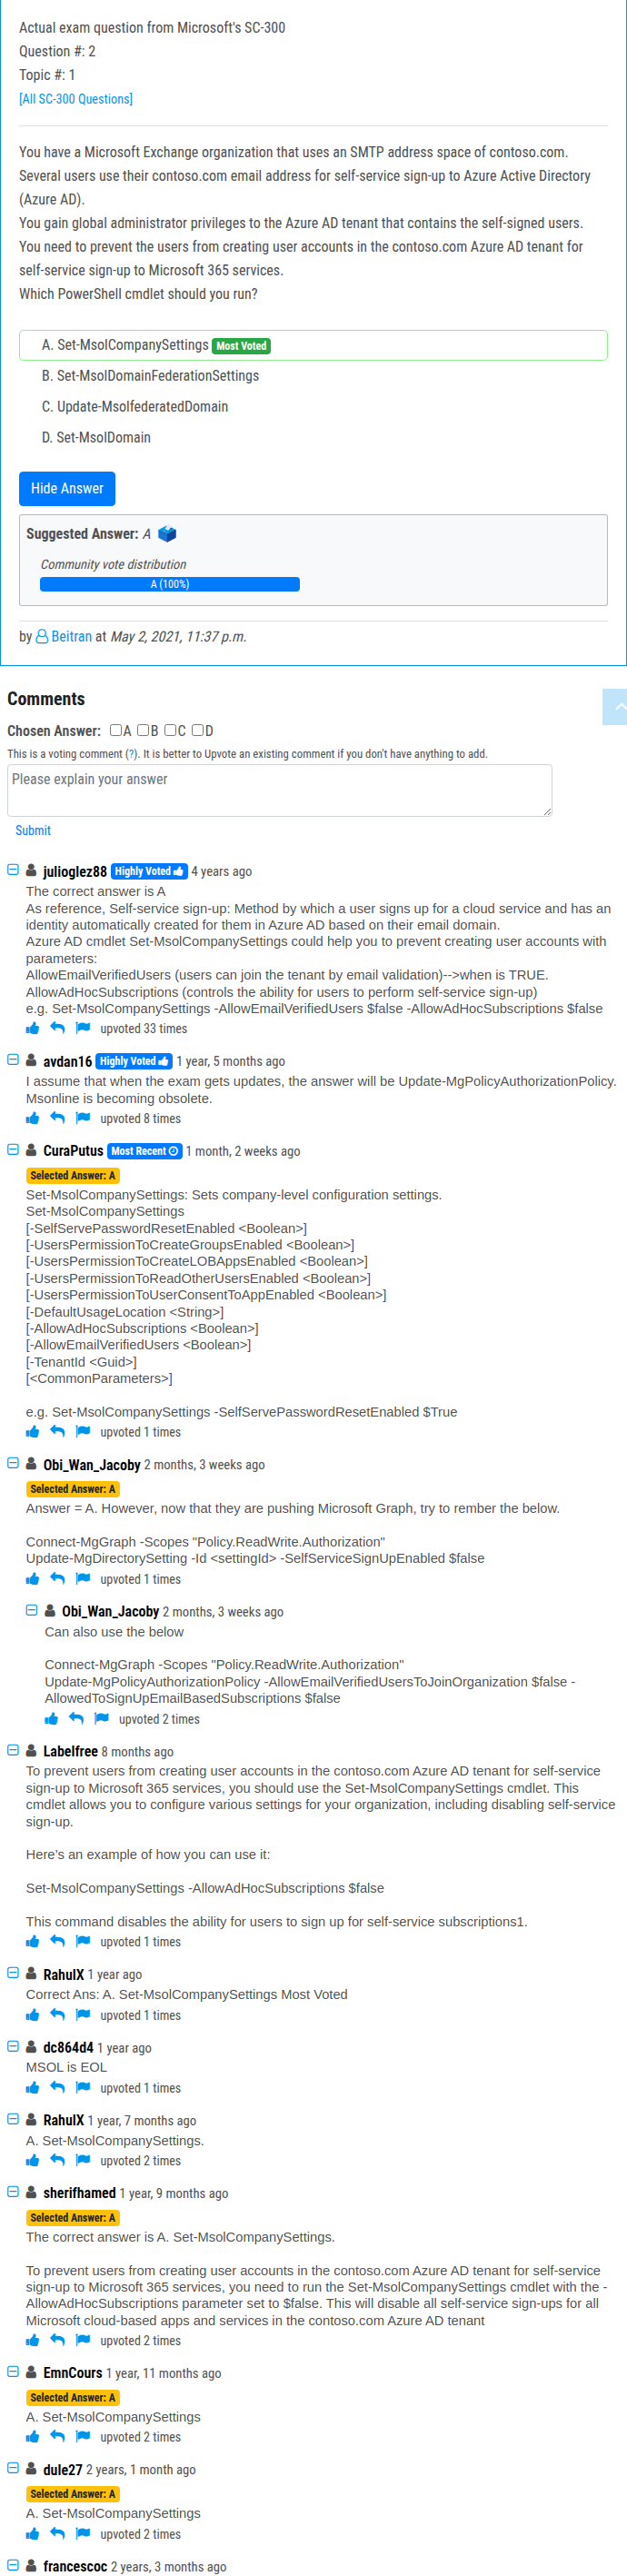 Actual exam question from Microsoft's SC-300
Question #: 2
Topic #: 1
[All SC-300 Questions]
You have a Microsoft Exchange organization that uses an SMTP address space of contoso.com.
Several users use their contoso.com email address for self-service sign-up to Azure Active Directory
(Azure AD).
You gain global administrator privileges to the Azure AD tenant that contains the self-signed users.
You need to prevent the users from creating user accounts in the contoso.com Azure AD tenant for
self-service sign-up to Microsoft 365 services.
Which PowerShell cmdlet should you run?
A. Set-MsolCompanySettings Most Voted
B. Set-MsolDomainFederationSettings
C. Update-MsolfederatedDomain
D. Set-MsolDomain
Hide Answer
Suggested Answer: A
Community vote distribution
A (100%)
by Beitran at May 2, 2021, 11:37 p.m.
Comments
Chosen Answer: A B C D
This is a voting comment (?). It is better to Upvote an existing comment if you don't have anything to add.
Please explain your answer
Submit
julioglez88 Highly Voted 4 years ago
The correct answer is A
As reference, Self-service sign-up: Method by which a user signs up for a cloud service and has an
identity automatically created for them in Azure AD based on their email domain.
Azure AD cmdlet Set-MsolCompanySettings could help you to prevent creating user accounts with
parameters:
AllowEmailVerifiedUsers (users can join the tenant by email validation)-->when is TRUE.
AllowAdHocSubscriptions (controls the ability for users to perform self-service sign-up)
e.g. Set-MsolCompanySettings -AllowEmailVerifiedUsers $false -AllowAdHocSubscriptions $false
upvoted 33 times
avdan16 Highly Voted 1 year, 5 months ago
I assume that when the exam gets updates, the answer will be Update-MgPolicyAuthorizationPolicy.
Msonline is becoming obsolete.
upvoted 8 times
CuraPutus Most Recent 1 month, 2 weeks ago
Selected Answer: A
Set-MsolCompanySettings: Sets company-level configuration settings.
Set-MsolCompanySettings
[-SelfServePasswordResetEnabled <Boolean>]
[-UsersPermissionToCreateGroupsEnabled <Boolean>]
[-UsersPermissionToCreateLOBAppsEnabled <Boolean>]
[-UsersPermissionToReadOtherUsersEnabled <Boolean>]
[-UsersPermissionToUserConsentToAppEnabled <Boolean>]
[-DefaultUsageLocation <String>]
[-AllowAdHocSubscriptions <Boolean>]
[-AllowEmailVerifiedUsers <Boolean>]
[-TenantId <Guid>]
[<CommonParameters>]
e.g. Set-MsolCompanySettings -SelfServePasswordResetEnabled $True
upvoted 1 times
Obi_Wan_Jacoby 2 months, 3 weeks ago
Selected Answer: A
Answer = A. However, now that they are pushing Microsoft Graph, try to rember the below.
Connect-MgGraph -Scopes "Policy.ReadWrite.Authorization"
Update-MgDirectorySetting -Id <settingId> -SelfServiceSignUpEnabled $false
upvoted 1 times
Obi_Wan_Jacoby 2 months, 3 weeks ago
Can also use the below
Connect-MgGraph -Scopes "Policy.ReadWrite.Authorization"
Update-MgPolicyAuthorizationPolicy -AllowEmailVerifiedUsersToJoinOrganization $false -
AllowedToSignUpEmailBasedSubscriptions $false
upvoted 2 times
Labelfree 8 months ago
To prevent users from creating user accounts in the contoso.com Azure AD tenant for self-service
sign-up to Microsoft 365 services, you should use the Set-MsolCompanySettings cmdlet. This
cmdlet allows you to configure various settings for your organization, including disabling self-service
sign-up.
Here's an example of how you can use it:
Set-MsolCompanySettings -AllowAdHocSubscriptions $false
This command disables the ability for users to sign up for self-service subscriptions1.
upvoted 1 times
RahulX 1 year ago
Correct Ans: A. Set-MsolCompanySettings Most Voted
upvoted 1 times
dc864d4 1 year ago
MSOL is EOL
upvoted 1 times
RahulX 1 year, 7 months ago
A. Set-MsolCompanySettings.
upvoted 2 times
sherifhamed 1 year, 9 months ago
Selected Answer: A
The correct answer is A. Set-MsolCompanySettings.
To prevent users from creating user accounts in the contoso.com Azure AD tenant for self-service
sign-up to Microsoft 365 services, you need to run the Set-MsolCompanySettings cmdlet with the -
AllowAdHocSubscriptions parameter set to $false. This will disable all self-service sign-ups for all
Microsoft cloud-based apps and services in the contoso.com Azure AD tenant
upvoted 2 times
EmnCours 1 year, 11 months ago
Selected Answer: A
A. Set-MsolCompanySettings
upvoted 2 times
dule27 2 years, 1 month ago
Selected Answer: A
A. Set-MsolCompanySettings
upvoted 2 times
francescoc 2 years, 3 months ago